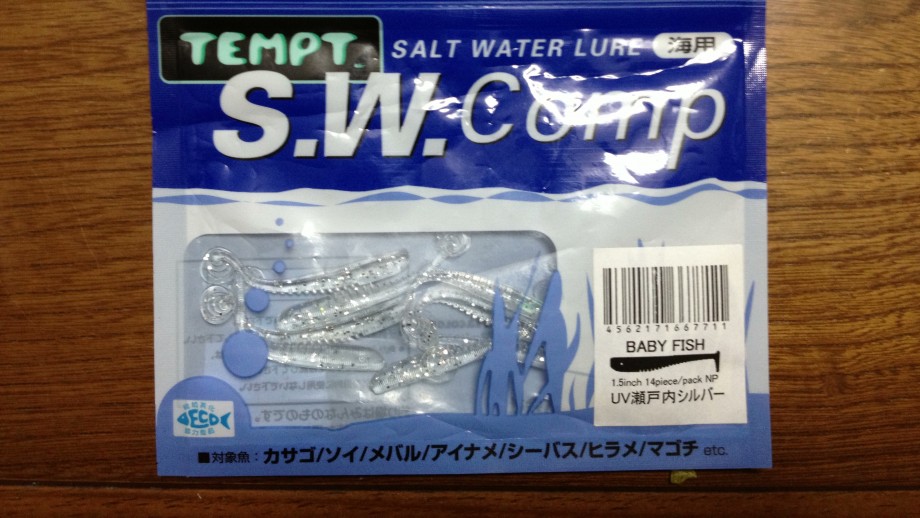 TEMPT.
SALT WATER LURE 海用
S.W.Comp
4562171667711
BABY FISH
1.5inch 14piece/pack NP
UV瀬戸内シルバー
ECO
■対象魚：カサゴ/ソイ/メバル/アイナメ/シーバス/ヒラメ/マゴチ etc.